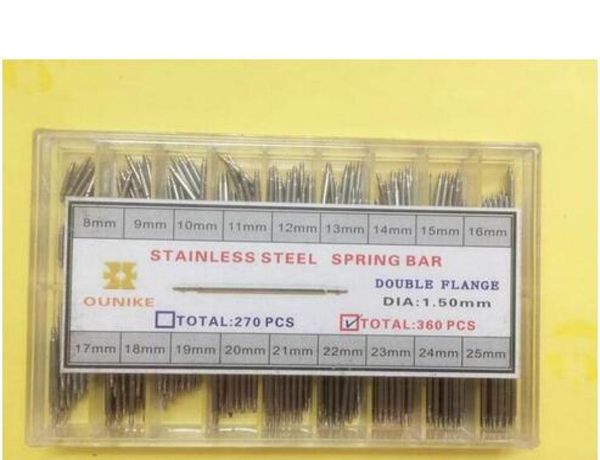 8mm 9mm 10mm 11mm 12mm 13mm 14mm 15mm 16mm
STAINLESS STEEL SPRING BAR
DOUBLE FLANGE
OUNIKE
DIA:1.50mm
TOTAL:270 PCS TOTAL:360 PCS
17mm 18mm 19mm 20mm 21mm 22mm 23mm 24mm 25mm